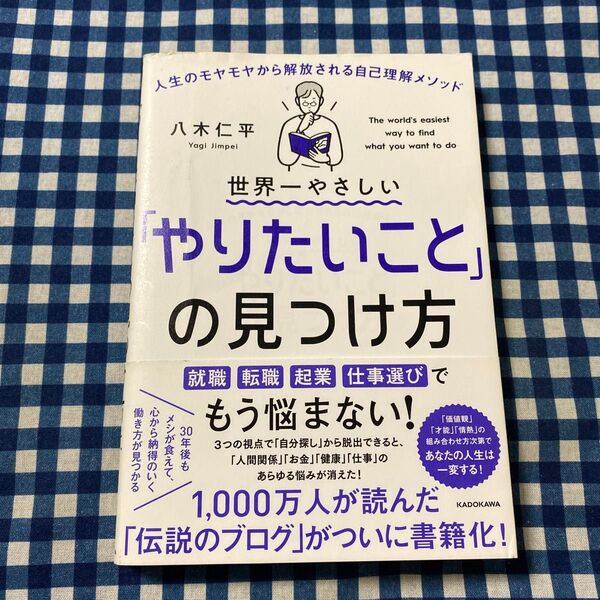 人生のモヤモヤから解放される自己理解メソッド
八木仁平
Yagi Jimpei
The world's easiest
way to find
what you want to do
世界一やさしい
「やりたいこと」
の見つけ方
就職 転職 起業 仕事選びで
もう悩まない!
3つの視点で「自分探し」から脱出できると、
「人間関係」「お金」「健康」「仕事」の
あらゆる悩みが消えた!
30年後も
メシが食えて、
心から納得のいく
働き方が見つかる
「価値観」
「才能」「情熱」の
組み合わせ方次第で
あなたの人生は
一変する!
KADOKAWA
1,000万人が読んだ
「伝説のブログ」がついに書籍化!